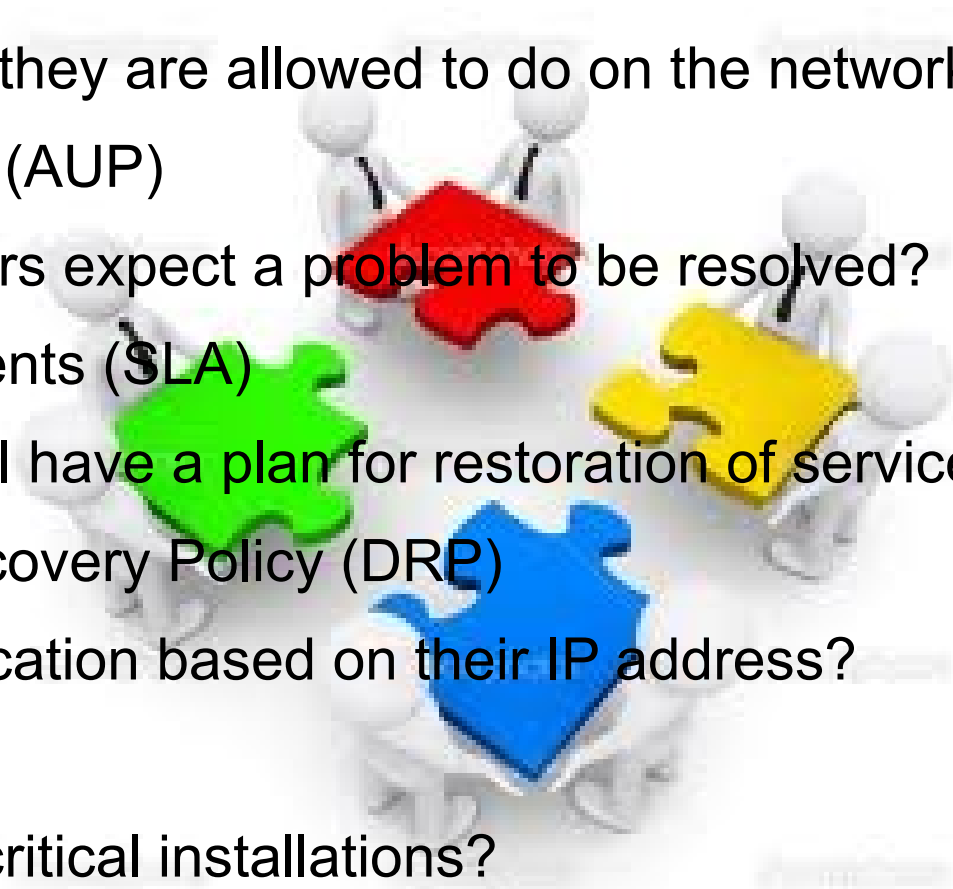 they are allowed to do on the network
(AUP)
rs expect a problem to be resolved?
ents (SLA)
l have a plan for restoration of service
covery Policy (DRP)
cation based on their IP address?
critical installations?